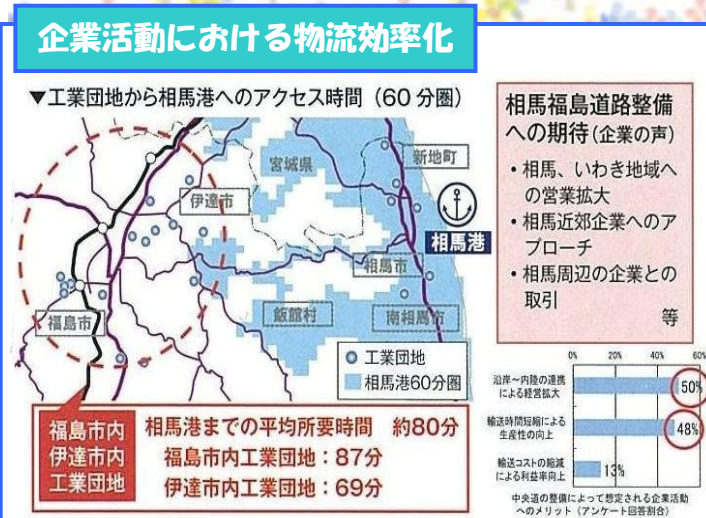 企業活動における物流効率化
▼工業団地から相馬港へのアクセス時間（60分圏）
宮城県
新地町
伊達市
相馬港
相馬市
飯館村
南相馬市
福島市
工業団地
相馬港60分圏
福島市内
伊達市内
工業団地
相馬港までの平均所要時間 約80分
福島市内工業団地：87分
伊達市内工業団地：69分
相馬福島道路整備
への期待(企業の声)
・相馬、いわき地域へ
の営業拡大
・相馬近郊企業へのア
プローチ
・相馬周辺の企業との
取引
等
0% 20% 40% 60%
沿岸～内陸の連携
による経営拡大
50%
輸送時間短縮による
生産性の向上
48%
輸送コストの縮減
による利益率向上
13%
中央道の整備によって想定される企業活動
へのメリット（アンケート回答割合）